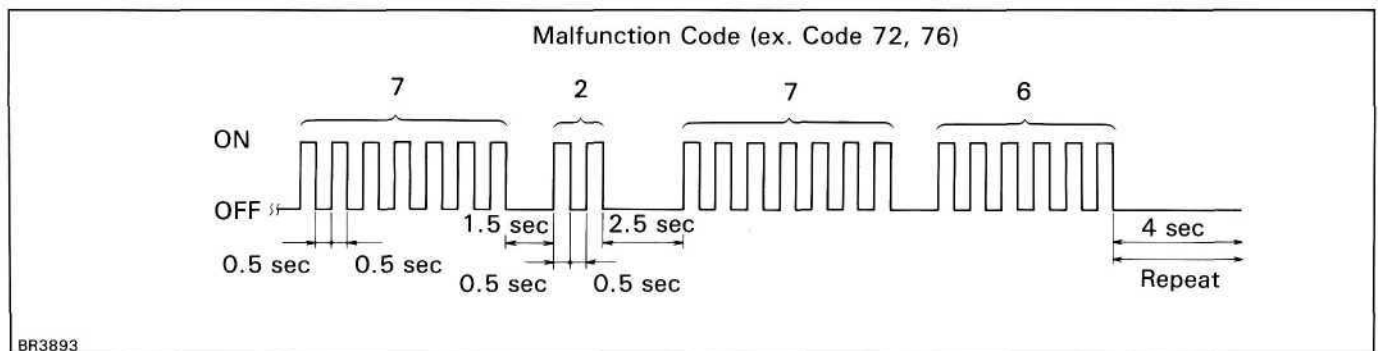 Malfunction Code (ex. Code 72, 76)
7 2 7 6
ON
OFF
1.5 sec 2.5 sec 4 sec
0.5 sec 0.5 sec
0.5 sec 0.5 sec
Repeat
BR3893